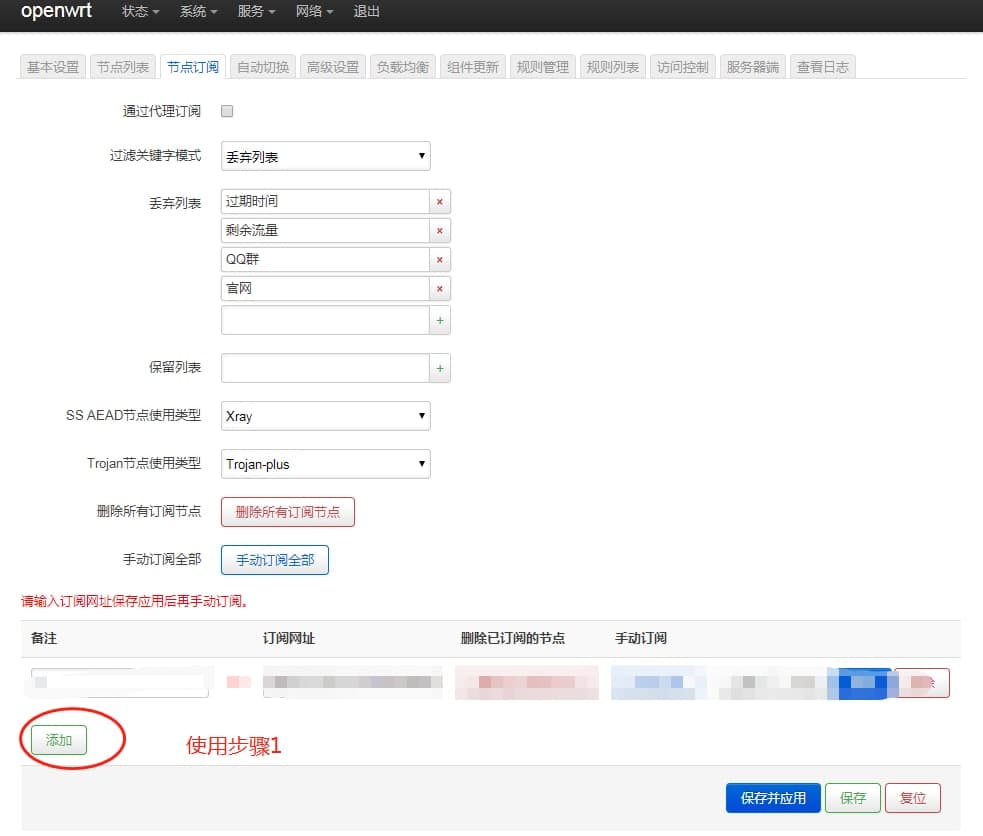 openwrt 状态 系统 服务 网络 退出
基本设置 节点列表 节点订阅 自动切换 高级设置 负载均衡 组件更新 规则管理 规则列表 访问控制 服务器端 查看日志
通过代理订阅
过滤关键字模式 丢弃列表
丢弃列表 过期时间 ×
剩余流量 ×
QQ群 ×
官网 ×
+
保留列表 +
SS AEAD节点使用类型 Xray
Trojan节点使用类型 Trojan-plus
删除所有订阅节点 删除所有订阅节点
手动订阅全部 手动订阅全部
请输入订阅网址保存应用后再手动订阅。
备注 订阅网址 删除已订阅的节点 手动订阅
添加 使用步骤1
保存并应用 保存 复位